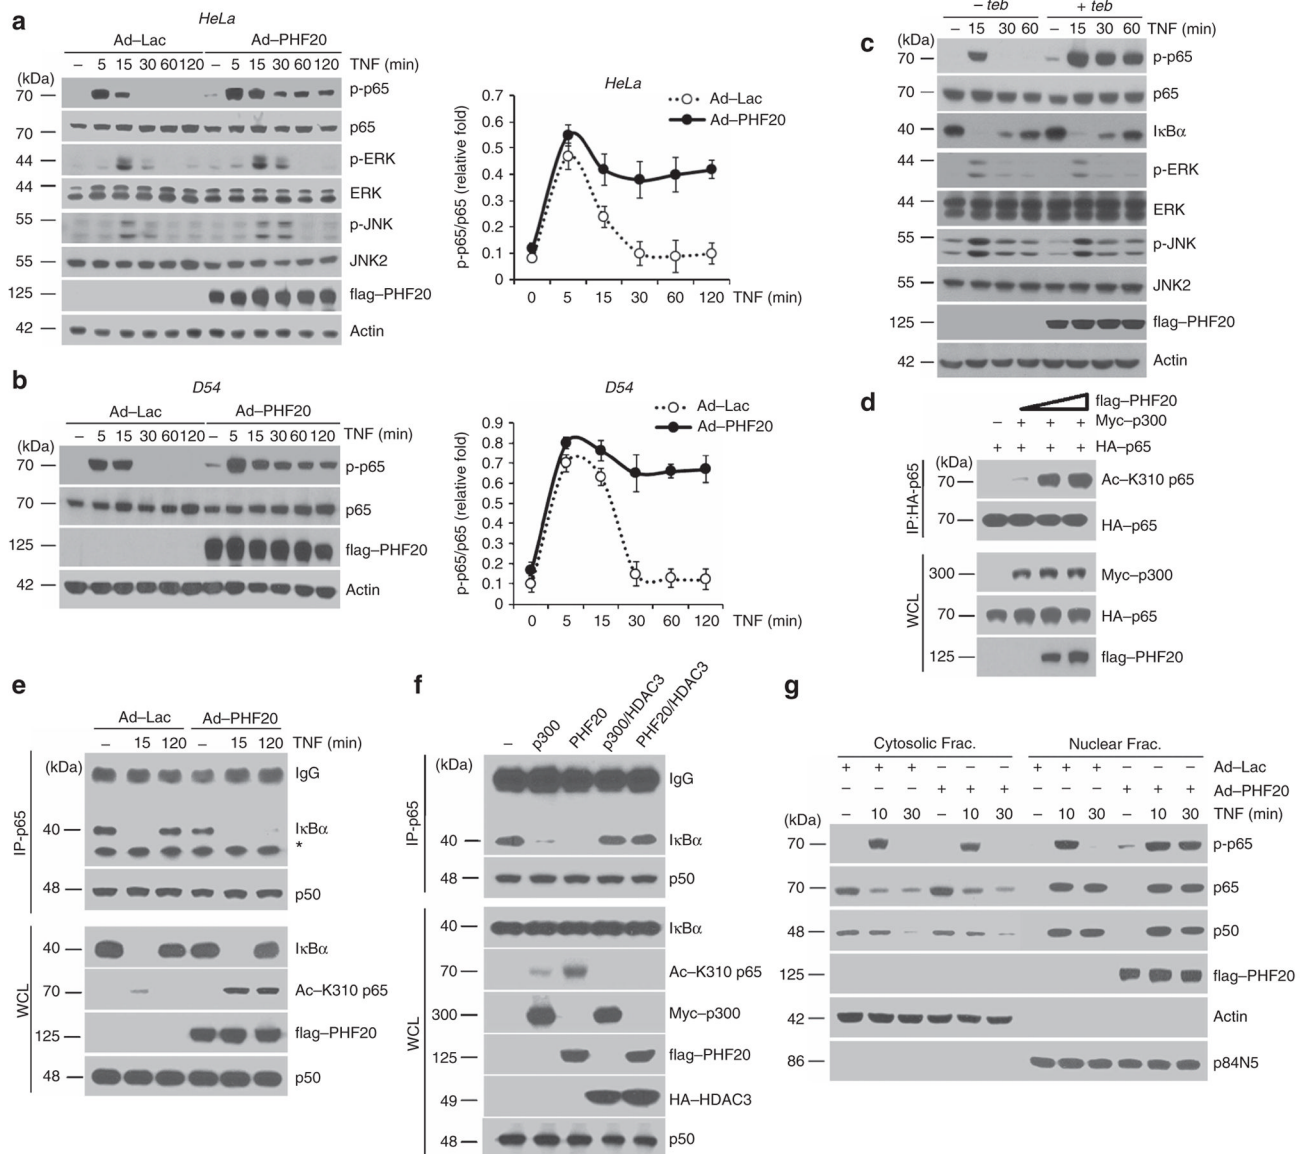 a
HeLa
Ad–Lac Ad–PHF20
– 5 15 30 60 120 – 5 15 30 60 120 TNF (min)
(kDa)
70 p-p65
70 p65
44 p-ERK
44 ERK
55 p-JNK
55 JNK2
125 flag–PHF20
42 Actin
HeLa
Ad–Lac
Ad–PHF20
p-p65/p65 (relative fold)
0.7
0.6
0.5
0.4
0.3
0.2
0.1
0
0 5 15 30 60 120 TNF (min)
b
D54
Ad–Lac Ad–PHF20
– 5 15 30 60 120 – 5 15 30 60 120 TNF (min)
(kDa)
70 p-p65
70 p65
125 flag–PHF20
42 Actin
D54
Ad–Lac
Ad–PHF20
p-p65/p65 (relative fold)
0.9
0.8
0.7
0.6
0.5
0.4
0.3
0.2
0.1
0
0 5 15 30 60 120 TNF (min)
c
– teb + teb
– 15 30 60 – 15 30 60 TNF (min)
(kDa)
70 p-p65
70 p65
40 IκBα
44 p-ERK
44 ERK
55 p-JNK
55 JNK2
125 flag–PHF20
42 Actin
d
flag–PHF20
– + + + Myc–p300
+ + + + HA–p65
(kDa)
IP:HA-p65
70 Ac–K310 p65
70 HA–p65
WCL
300 Myc–p300
70 HA–p65
125 flag–PHF20
e
Ad–Lac Ad–PHF20
– 15 120 – 15 120 TNF (min)
(kDa) IgG
IP-p65
40 IκBα
*
48 p50
WCL
40 IκBα
70 Ac–K310 p65
125 flag–PHF20
48 p50
f
– p300 PHF20 p300/HDAC3 PHF20/HDAC3
(kDa) IgG
IP-p65
40 IκBα
48 p50
WCL
40 IκBα
70 Ac–K310 p65
300 Myc–p300
125 flag–PHF20
49 HA–HDAC3
48 p50
g
Cytosolic Frac. Nuclear Frac.
+ + + – – – + + + – – – Ad–Lac
– – – + + + – – – + + + Ad–PHF20
– 10 30 – 10 30 – 10 30 – 10 30 TNF (min)
(kDa)
70 p-p65
70 p65
48 p50
125 flag–PHF20
42 Actin
86 p84N5